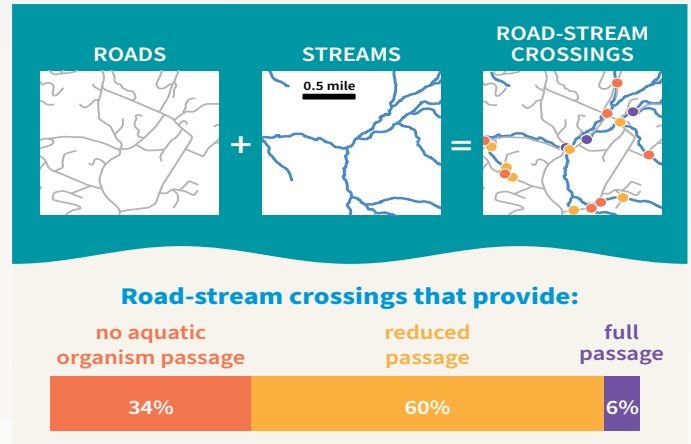 ROADS
STREAMS
ROAD-STREAM
CROSSINGS
0.5 mile
+
=
Road-stream crossings that provide:
no aquatic
organism passage
reduced
passage
full
passage
34%
60%
6%